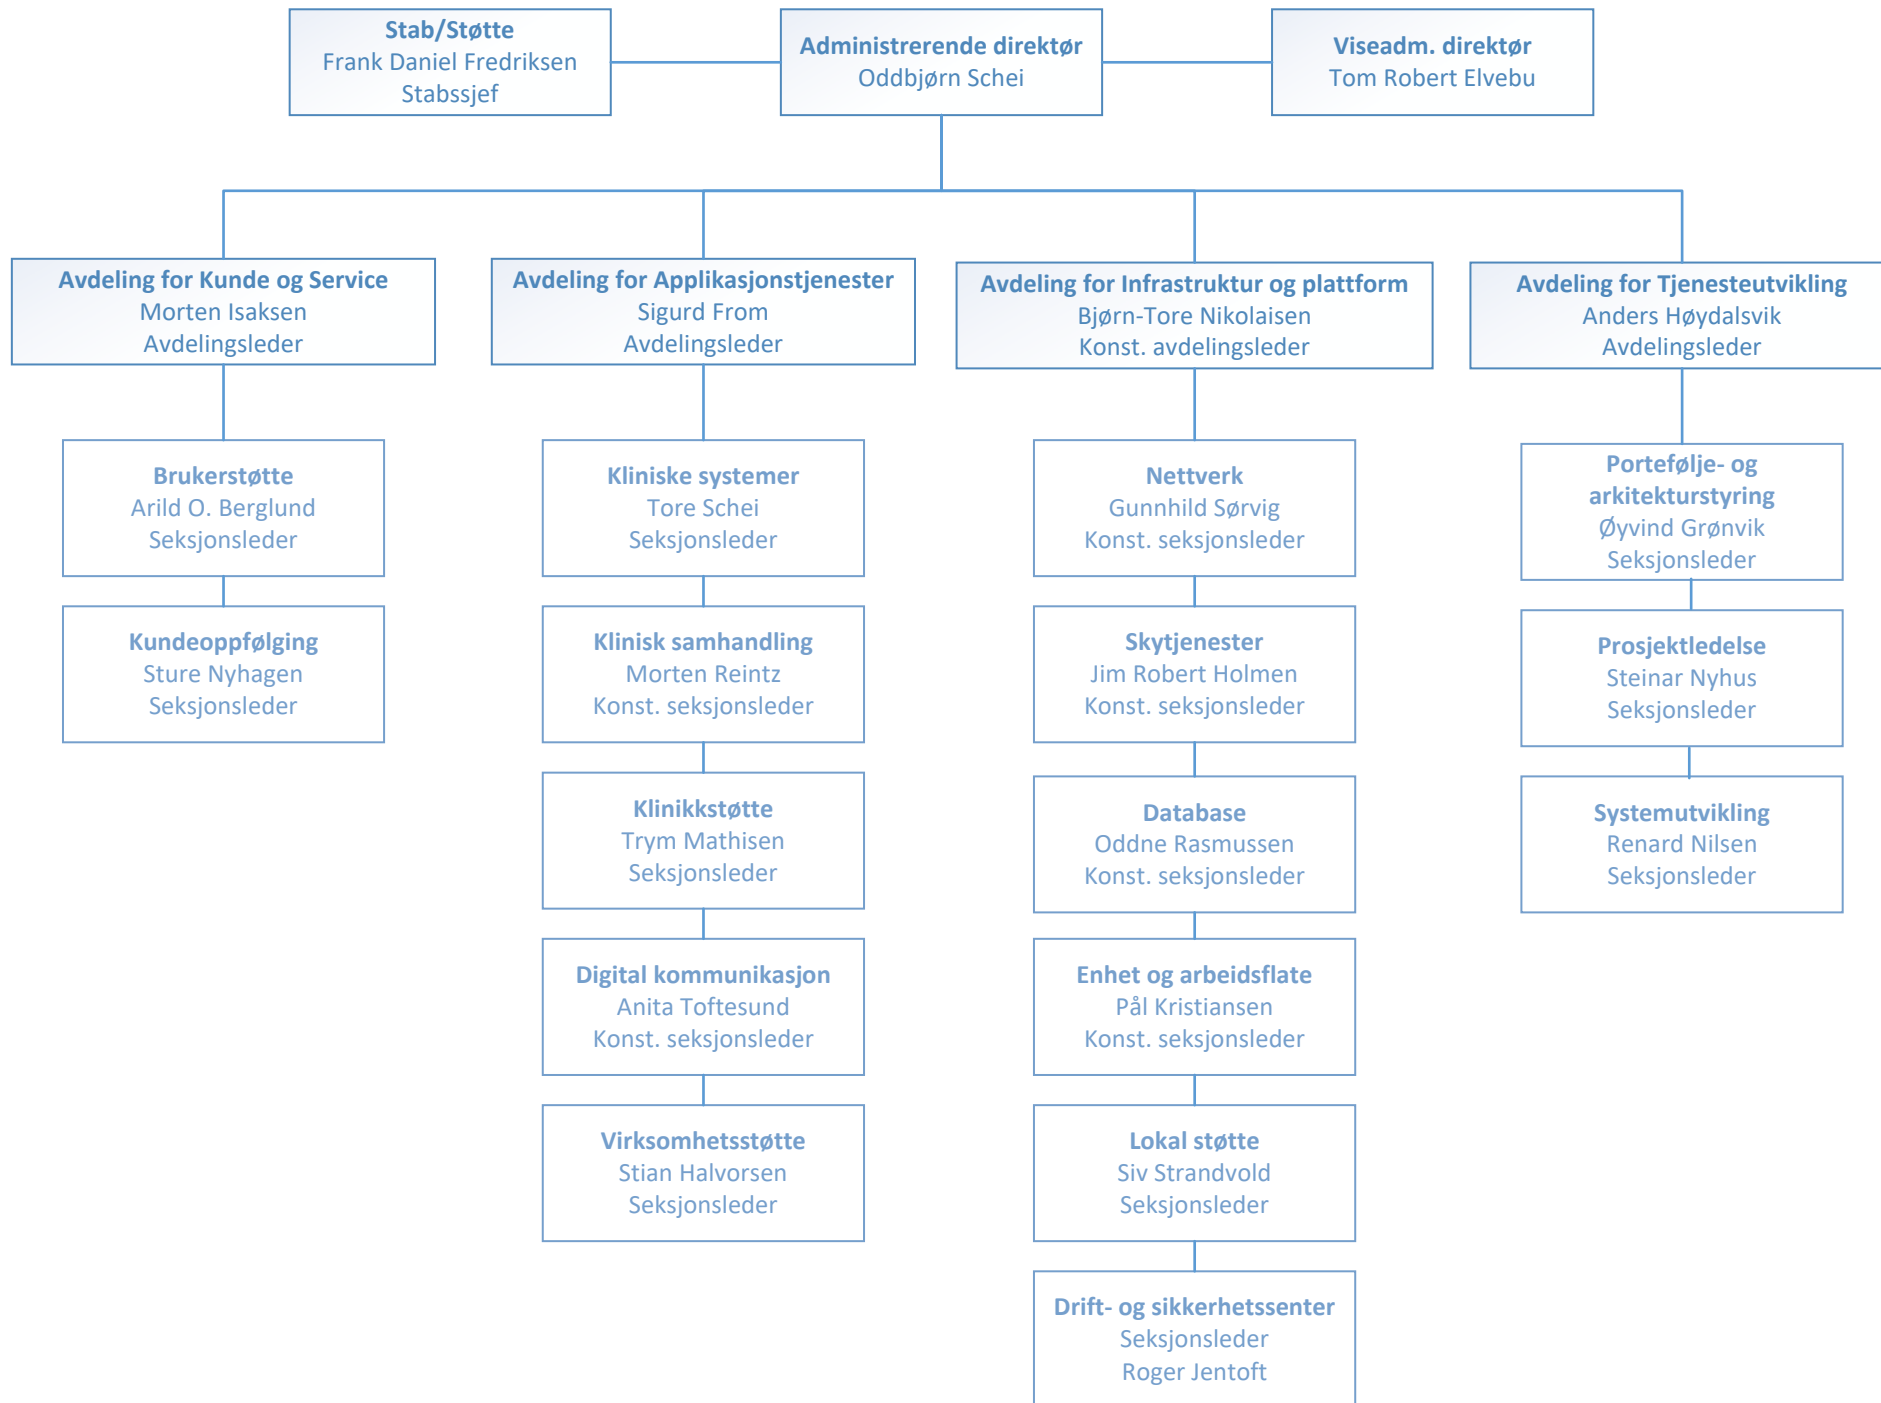 Stab/Støtte
Frank Daniel Fredriksen
Stabssjef
Administrerende direktør
Oddbjørn Schei
Viseadm. direktør
Tom Robert Elvebu
Avdeling for Kunde og Service
Morten Isaksen
Avdelingsleder
Brukerstøtte
Arild O. Berglund
Seksjonsleder
Kundeoppfølging
Sture Nyhagen
Seksjonsleder
Avdeling for Applikasjonstjenester
Sigurd From
Avdelingsleder
Kliniske systemer
Tore Schei
Seksjonsleder
Klinisk samhandling
Morten Reintz
Konst. seksjonsleder
Klinikkstøtte
Trym Mathisen
Seksjonsleder
Digital kommunikasjon
Anita Toftesund
Konst. seksjonsleder
Virksomhetsstøtte
Stian Halvorsen
Seksjonsleder
Avdeling for Infrastruktur og plattform
Bjørn-Tore Nikolaisen
Konst. avdelingsleder
Nettverk
Gunnhild Sørvig
Konst. seksjonsleder
Skytjenester
Jim Robert Holmen
Konst. seksjonsleder
Database
Oddne Rasmussen
Konst. seksjonsleder
Enhet og arbeidsflate
Pål Kristiansen
Konst. seksjonsleder
Lokal støtte
Siv Strandvold
Seksjonsleder
Drift- og sikkerhetssenter
Seksjonsleder
Roger Jentoft
Avdeling for Tjenesteutvikling
Anders Høydalsvik
Avdelingsleder
Portefølje- og
arkitekturstyring
Øyvind Grønvik
Seksjonsleder
Prosjektledelse
Steinar Nyhus
Seksjonsleder
Systemutvikling
Renard Nilsen
Seksjonsleder